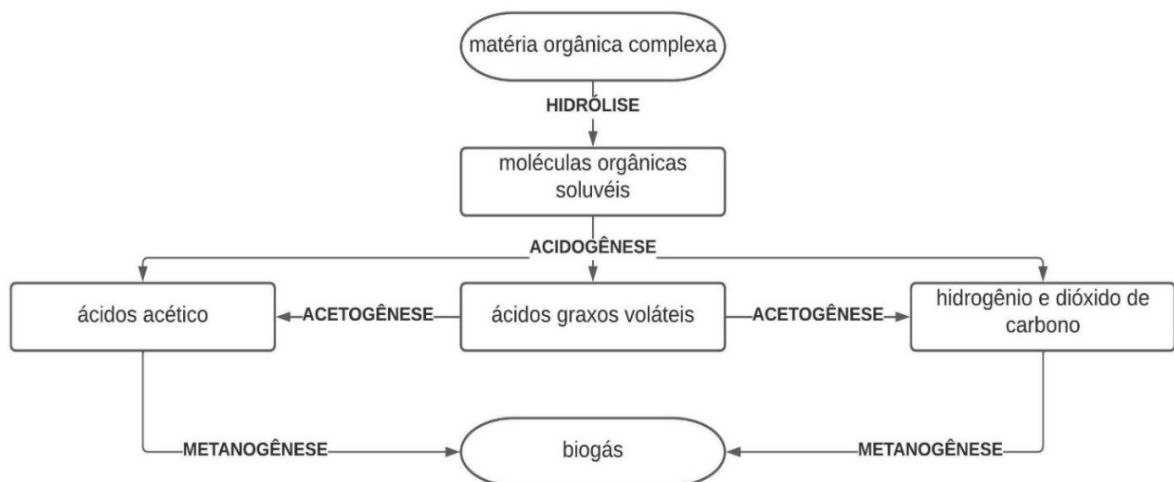 matéria orgânica complexa
HIDRÓLISE
moléculas orgânicas
soluvéis
ACIDOGÊNESE
ácidos acético
ACETOGÊNESE
ácidos graxos voláteis
ACETOGÊNESE
hidrogênio e dióxido de
carbono
METANOGÊNESE
biogás
METANOGÊNESE